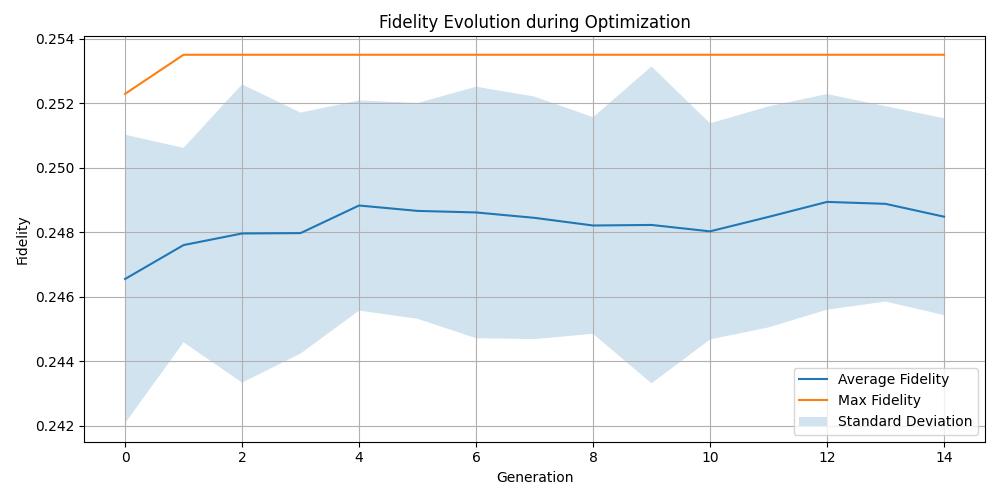 Fidelity Evolution during Optimization
0.254
0.252
0.250
0.248
0.246
0.244
0.242
Fidelity
0 2 4 6 8 10 12 14
Generation
Average Fidelity
Max Fidelity
Standard Deviation